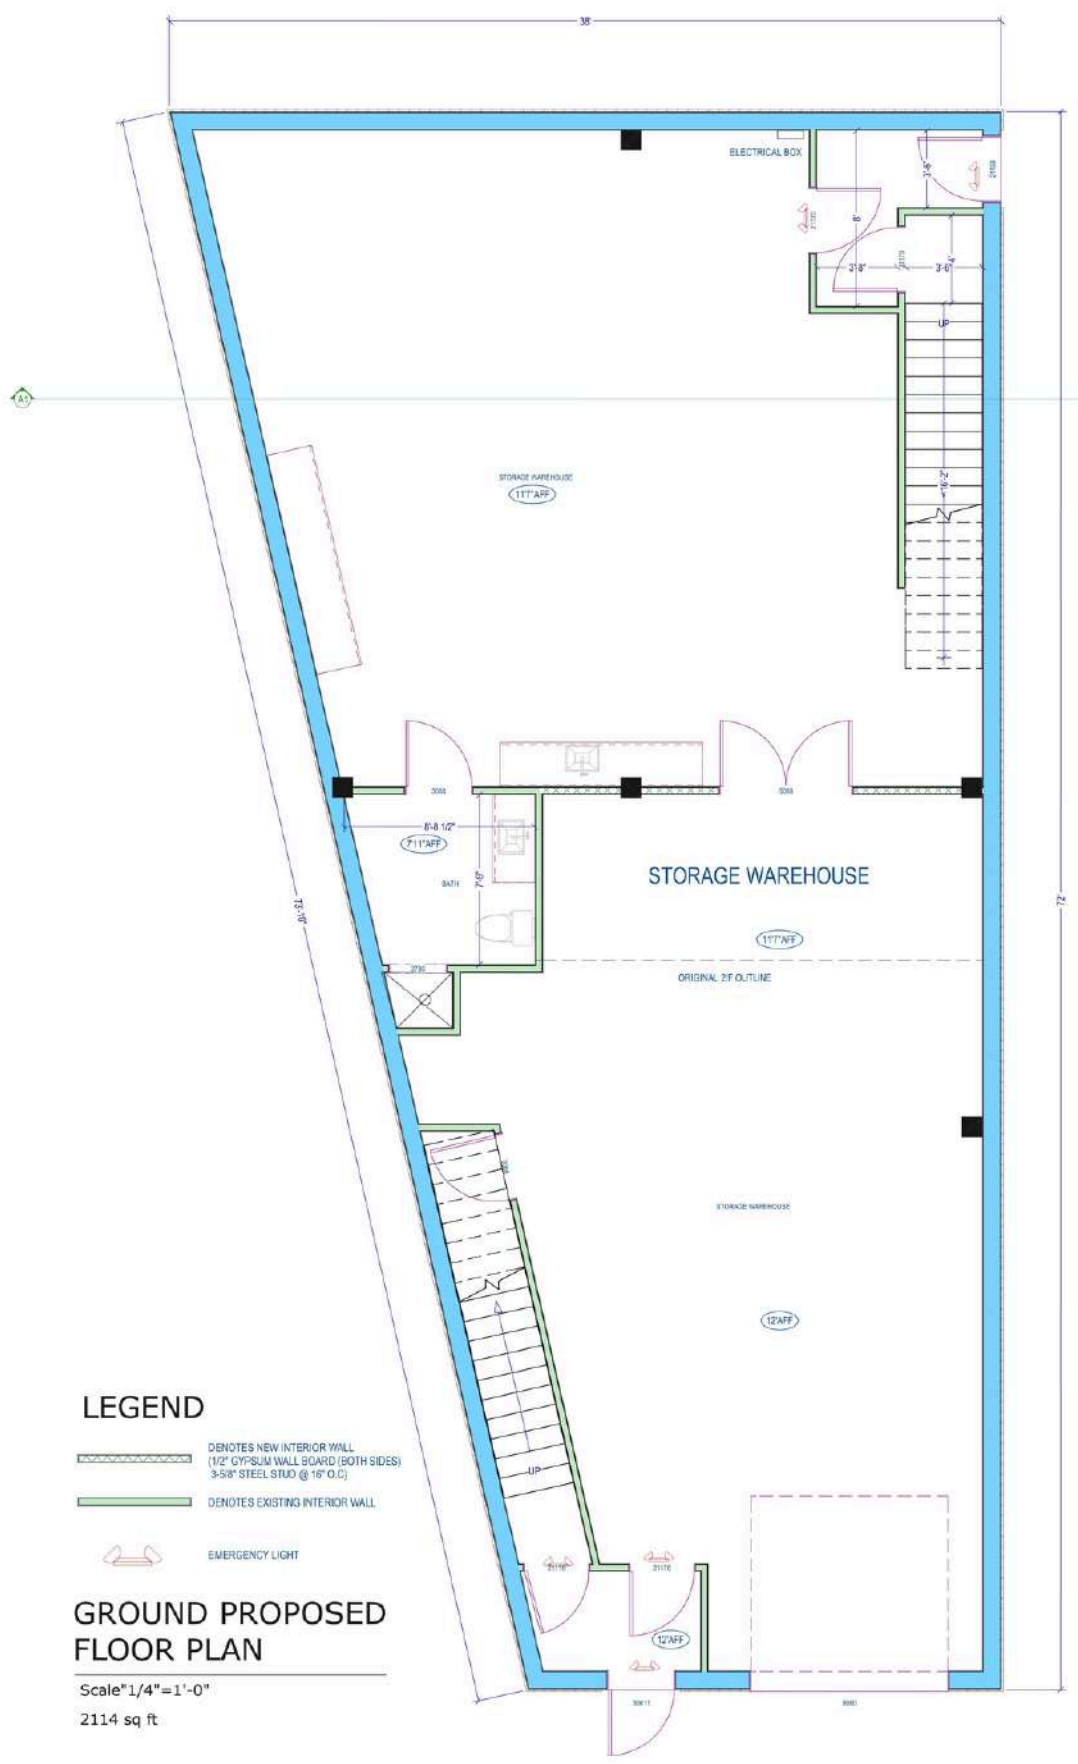 38'
ELECTRICAL BOX
3'-6"
8'
3'-8"
3'-6"
4'
UP
A1
16'-2"
STORAGE WAREHOUSE
11'7"AFF
8'-8 1/2"
7'11"AFF
BATH
7'-9"
STORAGE WAREHOUSE
11'7"AFF
73'-10"
72'
ORIGINAL 2/F OUTLINE
STORAGE WAREHOUSE
12'AFF
UP
12'AFF
LEGEND
DENOTES NEW INTERIOR WALL
(1/2" GYPSUM WALL BOARD (BOTH SIDES)
3-5/8" STEEL STUD @ 16" O.C)
DENOTES EXISTING INTERIOR WALL
EMERGENCY LIGHT
GROUND PROPOSED
FLOOR PLAN
Scale"1/4"=1'-0"
2114 sq ft